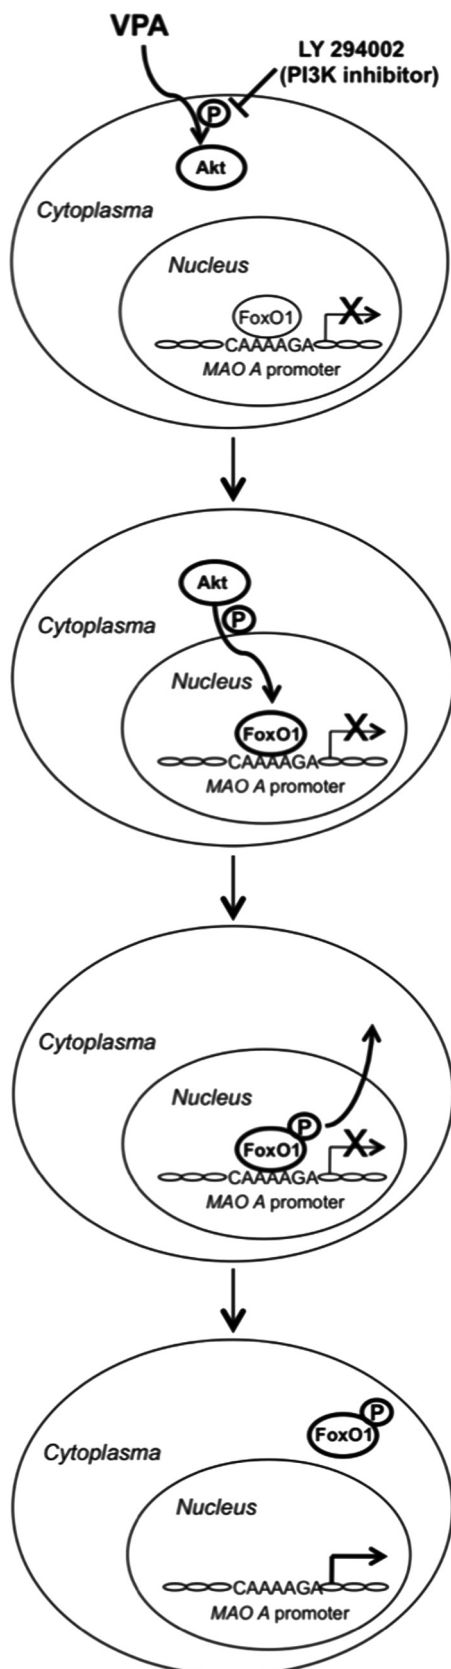 VPA
LY 294002
(PI3K inhibitor)
P
Akt
Cytoplasma
Nucleus
FoxO1
X
CAAAAGA
MAO A promoter
Akt
P
Cytoplasma
Nucleus
FoxO1
X
CAAAAGA
MAO A promoter
Cytoplasma
Nucleus
P
FoxO1
X
CAAAAGA
MAO A promoter
P
FoxO1
Cytoplasma
Nucleus
CAAAAGA
MAO A promoter